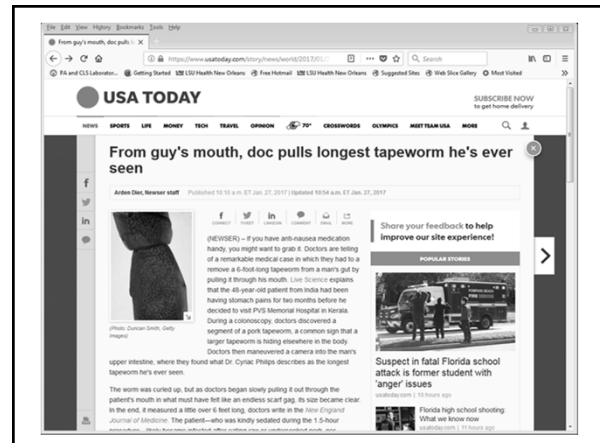 File Edit View History Bookmarks Tools Help
From guy's mouth, doc pulls l
https://www.usatoday.com/story/news/world/2017/01/
Search
PA and CLS Laborator... Getting Started LSU Health New Orleans Free Hotmail LSU Health New Orleans Suggested Sites Web Slice Gallery Most Visited
USA TODAY
SUBSCRIBE NOW
to get home delivery
NEWS SPORTS LIFE MONEY TECH TRAVEL OPINION 70° CROSSWORDS OLYMPICS MEET TEAM USA MORE
From guy's mouth, doc pulls longest tapeworm he's ever
seen
Arden Dier, Newser staff Published 10:10 a.m. ET Jan. 27, 2017 | Updated 10:54 a.m. ET Jan. 27, 2017
CONNECT TWEET LINKEDIN COMMENT EMAIL MORE
(Photo: Duncan Smith, Getty
Images)
(NEWSER) – If you have anti-nausea medication
handy, you might want to grab it. Doctors are telling
of a remarkable medical case in which they had to a
remove a 6-foot-long tapeworm from a man's gut by
pulling it through his mouth. Live Science explains
that the 48-year-old patient from India had been
having stomach pains for two months before he
decided to visit PVS Memorial Hospital in Kerala.
During a colonoscopy, doctors discovered a
segment of a pork tapeworm, a common sign that a
larger tapeworm is hiding elsewhere in the body.
Doctors then maneuvered a camera into the man's
upper intestine, where they found what Dr. Cyriac Philips describes as the longest
tapeworm he's ever seen.
The worm was curled up, but as doctors began slowly pulling it out through the
patient's mouth in what must have felt like an endless scarf gag, its size became clear.
In the end, it measured a little over 6 feet long, doctors write in the New England
Journal of Medicine. The patient—who was kindly sedated during the 1.5-hour
Share your feedback to help
improve our site experience!
POPULAR STORIES
Suspect in fatal Florida school
attack is former student with
'anger' issues
usatoday.com | 10 hours ago
Florida high school shooting:
What we know now
usatoday.com | 11 hours ago